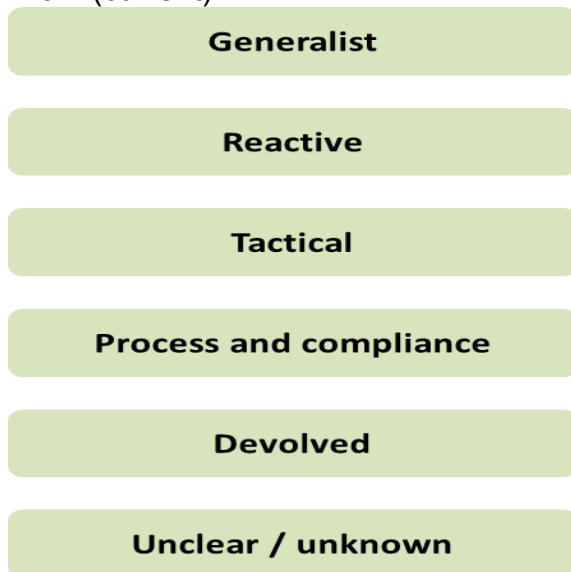 Generalist
Reactive
Tactical
Process and compliance
Devolved
Unclear / unknown